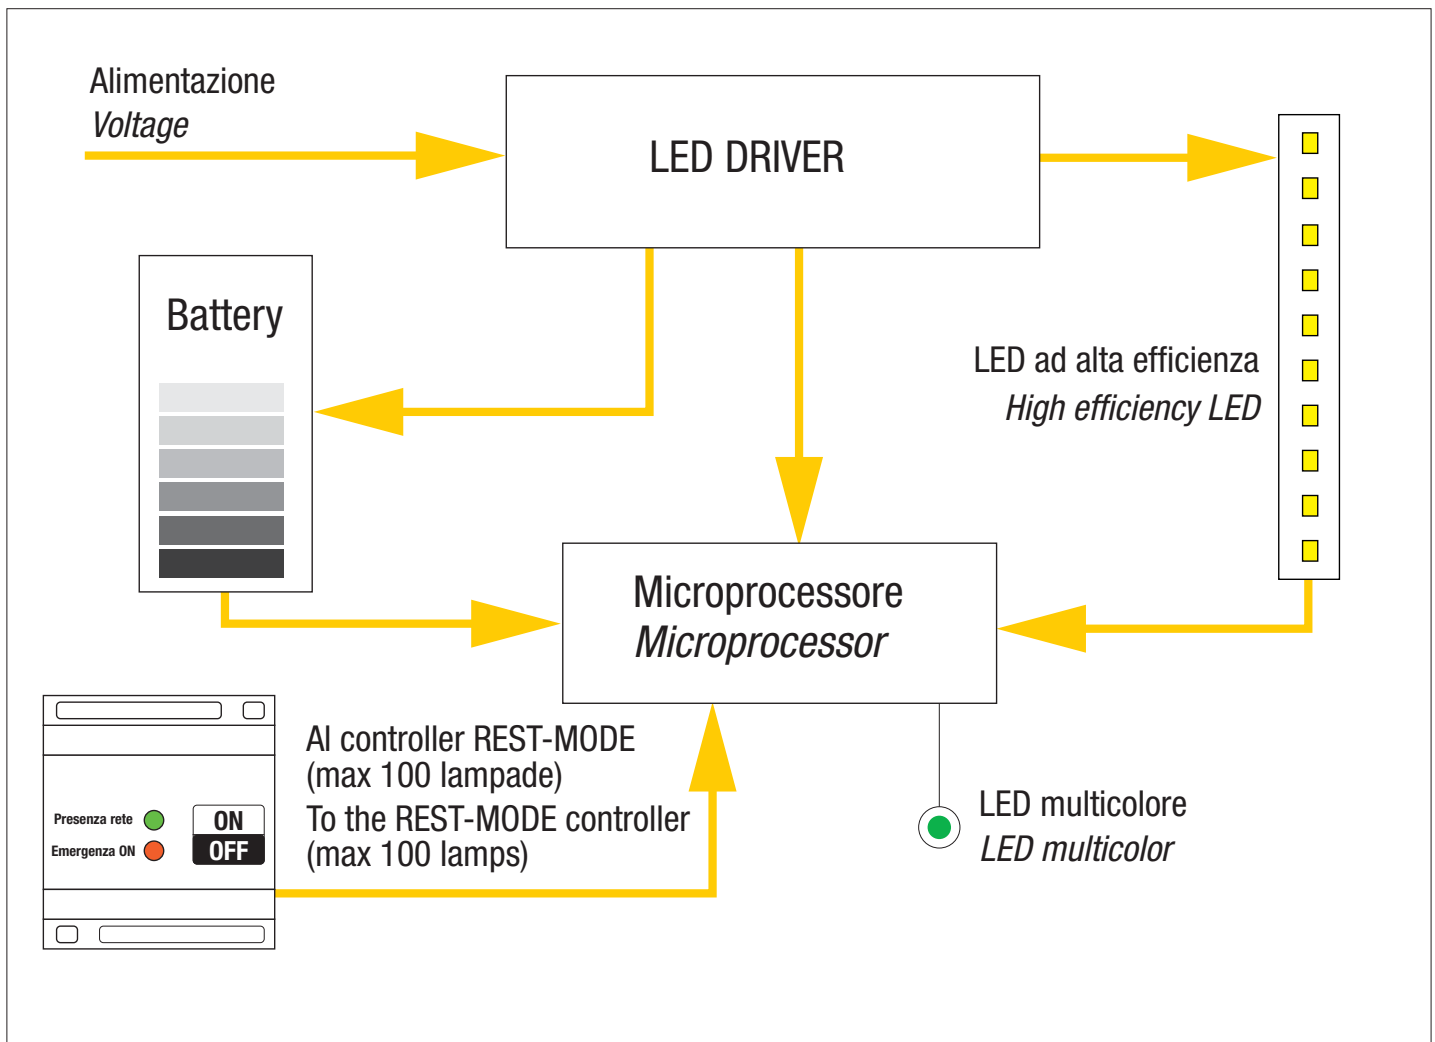 Alimentazione
Voltage
LED DRIVER
Battery
LED ad alta efficienza
High efficiency LED
Microprocessore
Microprocessor
Al controller REST-MODE
(max 100 lampade)
To the REST-MODE controller
(max 100 lamps)
Presenza rete
Emergenza ON
ON
OFF
LED multicolore
LED multicolor